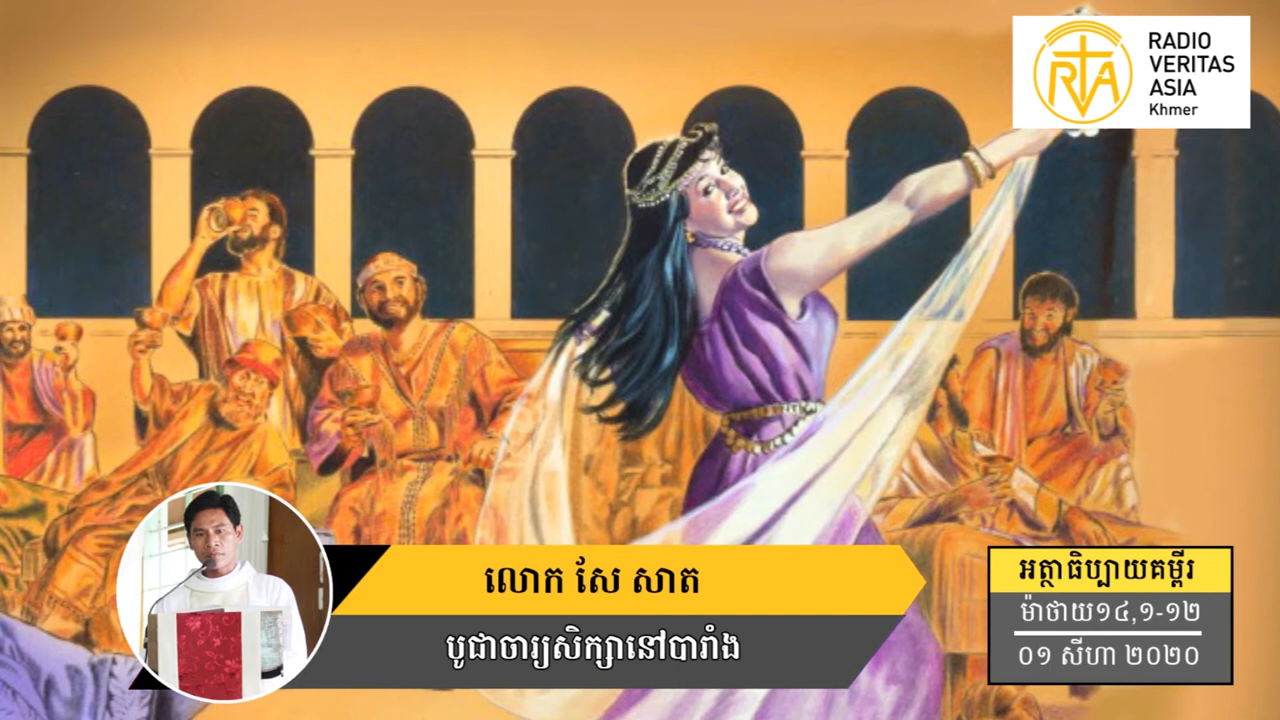 RADIO
VERITAS
ASIA
Khmer
RVA
លោក សែ សាត
បូជាចារ្យសិក្សានៅបារាំង
អត្ថាធិប្បាយគម្ពីរ
ម៉ាថាយ១៤,១-១២
០១ សីហា ២០២០